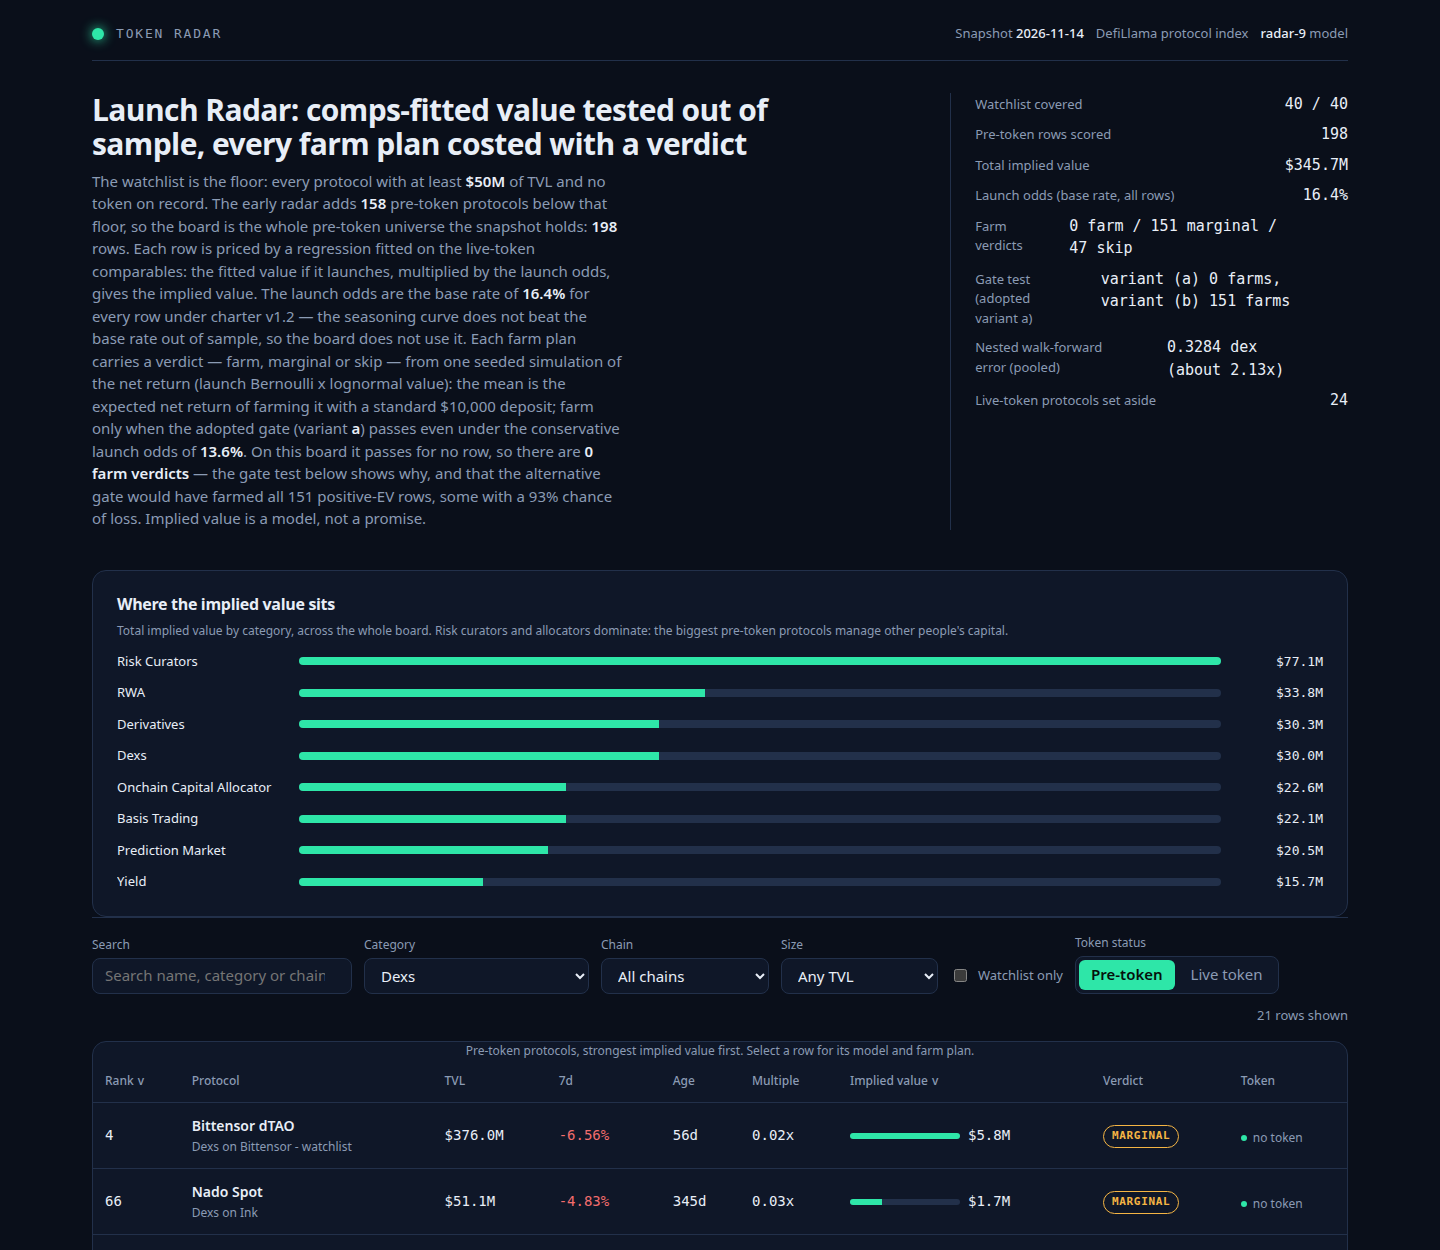 TOKEN RADAR
Snapshot 2026-11-14 DefiLlama protocol index radar-9 model
Launch Radar: comps-fitted value tested out of
sample, every farm plan costed with a verdict
The watchlist is the floor: every protocol with at least $50M of TVL and no
token on record. The early radar adds 158 pre-token protocols below that
floor, so the board is the whole pre-token universe the snapshot holds: 198
rows. Each row is priced by a regression fitted on the live-token
comparables: the fitted value if it launches, multiplied by the launch odds,
gives the implied value. The launch odds are the base rate of 16.4% for
every row under charter v1.2 — the seasoning curve does not beat the
base rate out of sample, so the board does not use it. Each farm plan
carries a verdict — farm, marginal or skip — from one seeded simulation of
the net return (launch Bernoulli x lognormal value): the mean is the
expected net return of farming it with a standard $10,000 deposit; farm
only when the adopted gate (variant a) passes even under the conservative
launch odds of 13.6%. On this board it passes for no row, so there are 0
farm verdicts — the gate test below shows why, and that the alternative
gate would have farmed all 151 positive-EV rows, some with a 93% chance
of loss. Implied value is a model, not a promise.
Watchlist covered 40 / 40
Pre-token rows scored 198
Total implied value $345.7M
Launch odds (base rate, all rows) 16.4%
Farm verdicts 0 farm / 151 marginal / 47 skip
Gate test (adopted variant a) variant (a) 0 farms, variant (b) 151 farms
Nested walk-forward error (pooled) 0.3284 dex (about 2.13x)
Live-token protocols set aside 24
Where the implied value sits
Total implied value by category, across the whole board. Risk curators and allocators dominate: the biggest pre-token protocols manage other people's capital.
Risk Curators $77.1M
RWA $33.8M
Derivatives $30.3M
Dexs $30.0M
Onchain Capital Allocator $22.6M
Basis Trading $22.1M
Prediction Market $20.5M
Yield $15.7M
Search Category Chain Size Token status
Search name, category or chain Dexs All chains Any TVL Watchlist only Pre-token Live token
21 rows shown
Pre-token protocols, strongest implied value first. Select a row for its model and farm plan.
Rank v Protocol TVL 7d Age Multiple Implied value v Verdict Token
4 Bittensor dTAO $376.0M -6.56% 56d 0.02x $5.8M MARGINAL no token
Dexs on Bittensor - watchlist
66 Nado Spot $51.1M -4.83% 345d 0.03x $1.7M MARGINAL no token
Dexs on Ink